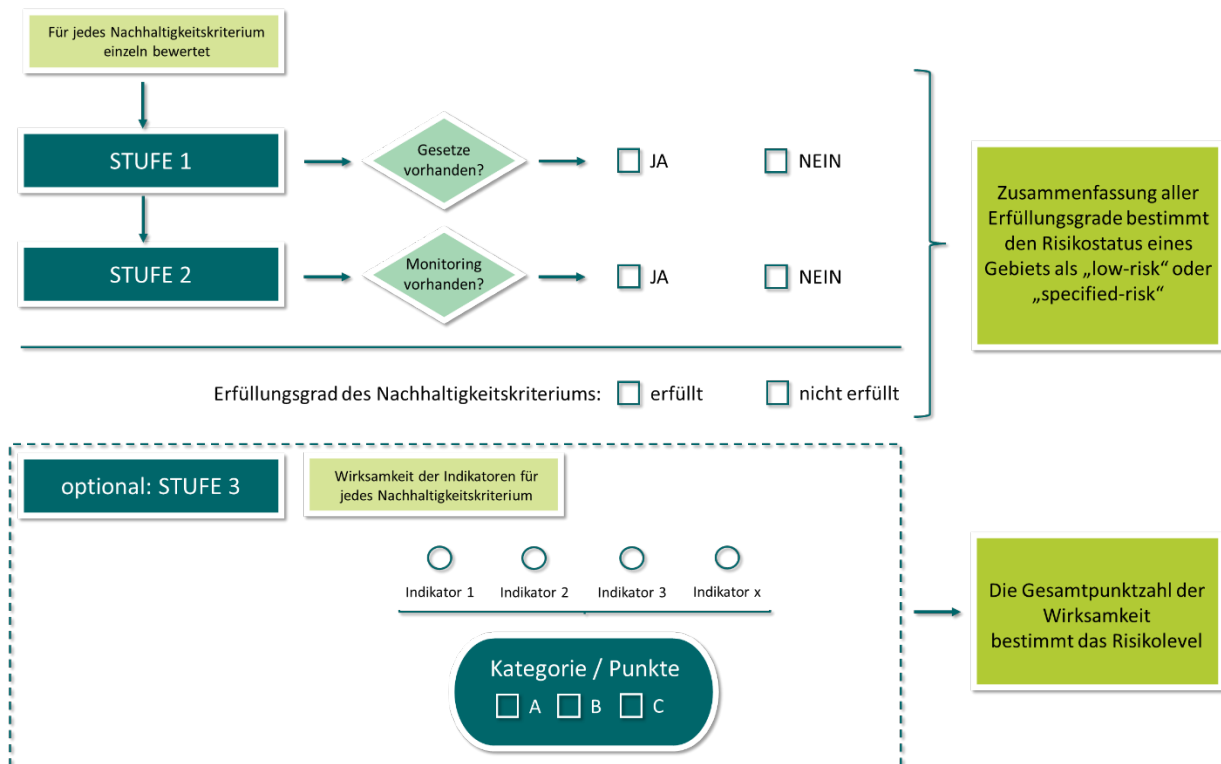 Für jedes Nachhaltigkeitskriterium
einzeln bewertet
STUFE 1
Gesetze
vorhanden?
JA
NEIN
STUFE 2
Monitoring
vorhanden?
JA
NEIN
Erfüllungsgrad des Nachhaltigkeitskriteriums:
erfüllt
nicht erfüllt
Zusammenfassung aller
Erfüllungsgrade bestimmt
den Risikostatus eines
Gebiets als „low-risk“ oder
„specified-risk“
optional: STUFE 3
Wirksamkeit der Indikatoren für
jedes Nachhaltigkeitskriterium
Indikator 1
Indikator 2
Indikator 3
Indikator x
Kategorie / Punkte
A
B
C
Die Gesamtpunktzahl der
Wirksamkeit
bestimmt das Risikolevel